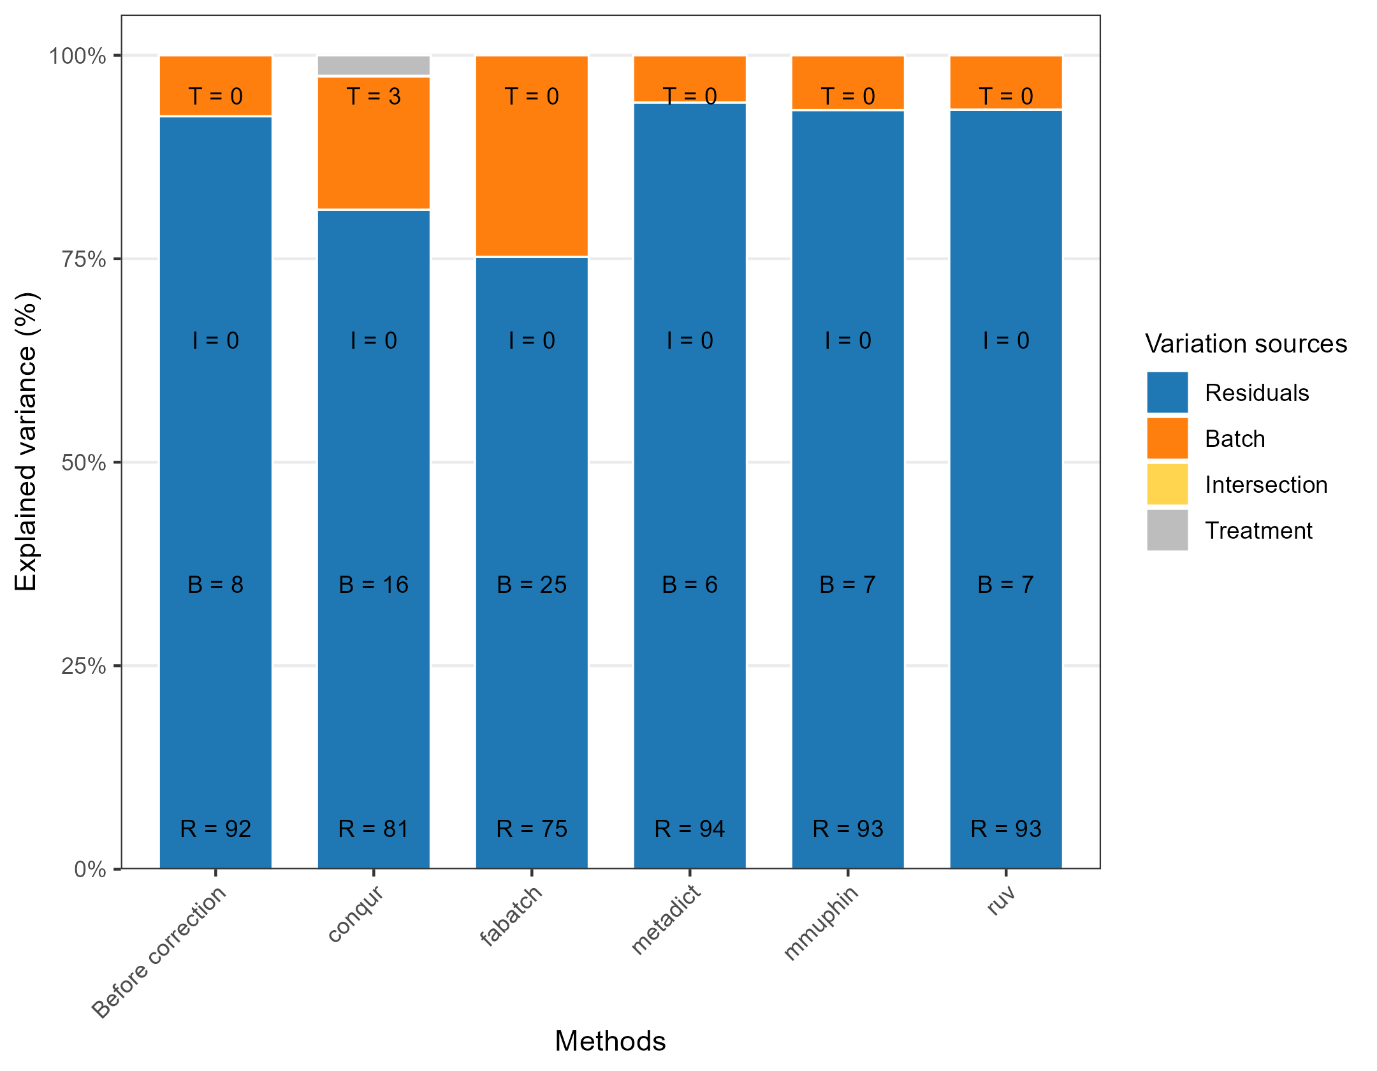 100%
75%
50%
25%
0%
Explained variance (%)
T = 0
T = 3
T = 0
T = 0
T = 0
T = 0
I = 0
I = 0
I = 0
I = 0
I = 0
I = 0
B = 8
B = 16
B = 25
B = 6
B = 7
B = 7
R = 92
R = 81
R = 75
R = 94
R = 93
R = 93
Before correction
conqur
fabatch
metadict
mmuphin
ruv
Methods
Variation sources
Residuals
Batch
Intersection
Treatment